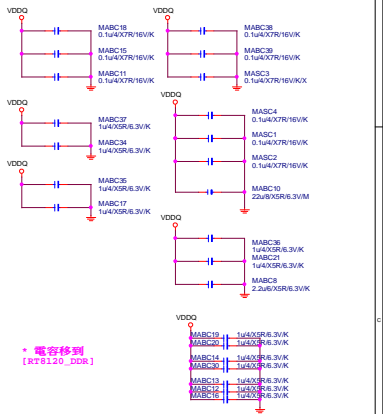 VDDQ
MABC18
0.1u/4/X7R/16V/K
MABC15
0.1u/4/X7R/16V/K
MABC11
0.1u/4/X7R/16V/K
VDDQ
MABC38
0.1u/4/X7R/16V/K
MABC39
0.1u/4/X7R/16V/K
MASC3
0.1u/4/X7R/16V/K/X
VDDQ
MABC37
1u/4/X5R/6.3V/K
MABC34
1u/4/X5R/6.3V/K
VDDQ
MASC4
0.1u/4/X7R/16V/K
MASC1
0.1u/4/X7R/16V/K
MASC2
0.1u/4/X7R/16V/K
MABC10
22u/8/X5R/6.3V/M
VDDQ
MABC35
1u/4/X5R/6.3V/K
MABC17
1u/4/X5R/6.3V/K
VDDQ
MABC36
1u/4/X5R/6.3V/K
MABC21
1u/4/X5R/6.3V/K
MABC8
2.2u/6/X5R/6.3V/K
VDDQ
MABC19 1u/4/X5R/6.3V/K
MABC20 1u/4/X5R/6.3V/K
MABC14 1u/4/X5R/6.3V/K
MABC30 1u/4/X5R/6.3V/K
MABC13 1u/4/X5R/6.3V/K
MABC12 1u/4/X5R/6.3V/K
MABC16 1u/4/X5R/6.3V/K
* 電容移到
[RT8120_DDR]
C